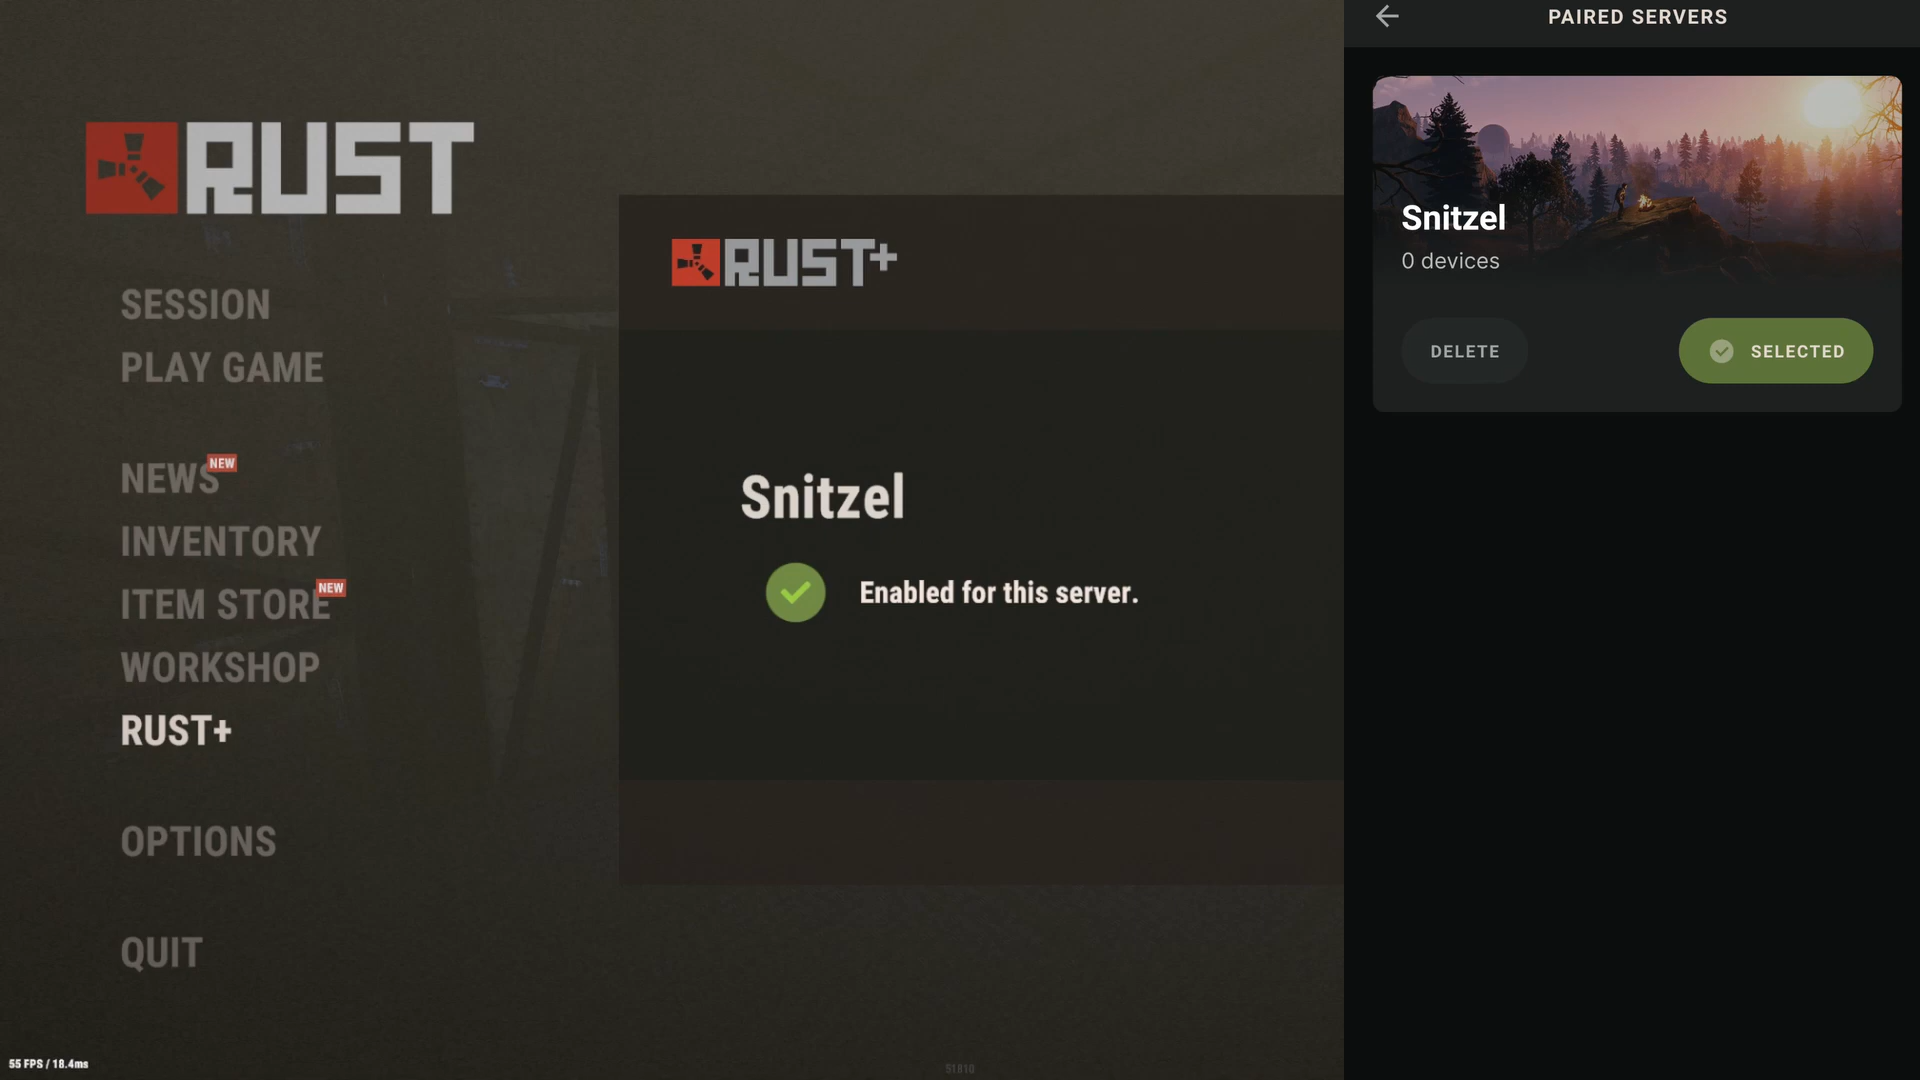 RUST
SESSION
PLAY GAME
NEWS NEW
INVENTORY
ITEM STORE NEW
WORKSHOP
RUST+
OPTIONS
QUIT
55 FPS / 18.4ms
RUST+
Snitzel
Enabled for this server.
PAIRED SERVERS
Snitzel
0 devices
DELETE
SELECTED